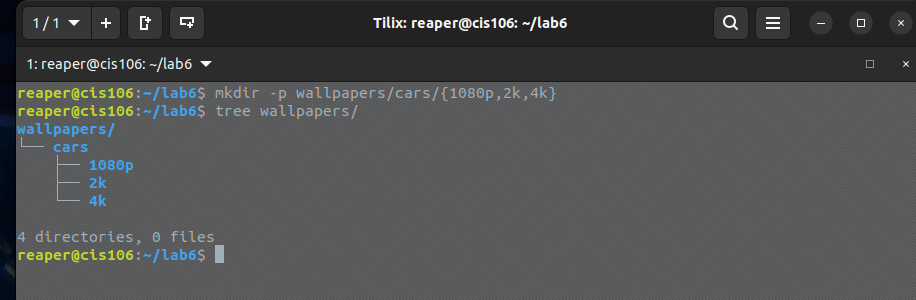 1 / 1
Tilix: reaper@cis106: ~/lab6
1: reaper@cis106: ~/lab6
reaper@cis106:~/lab6$ mkdir -p wallpapers/cars/{1080p,2k,4k}
reaper@cis106:~/lab6$ tree wallpapers/
wallpapers/
└── cars
    ├── 1080p
    ├── 2k
    └── 4k
4 directories, 0 files
reaper@cis106:~/lab6$